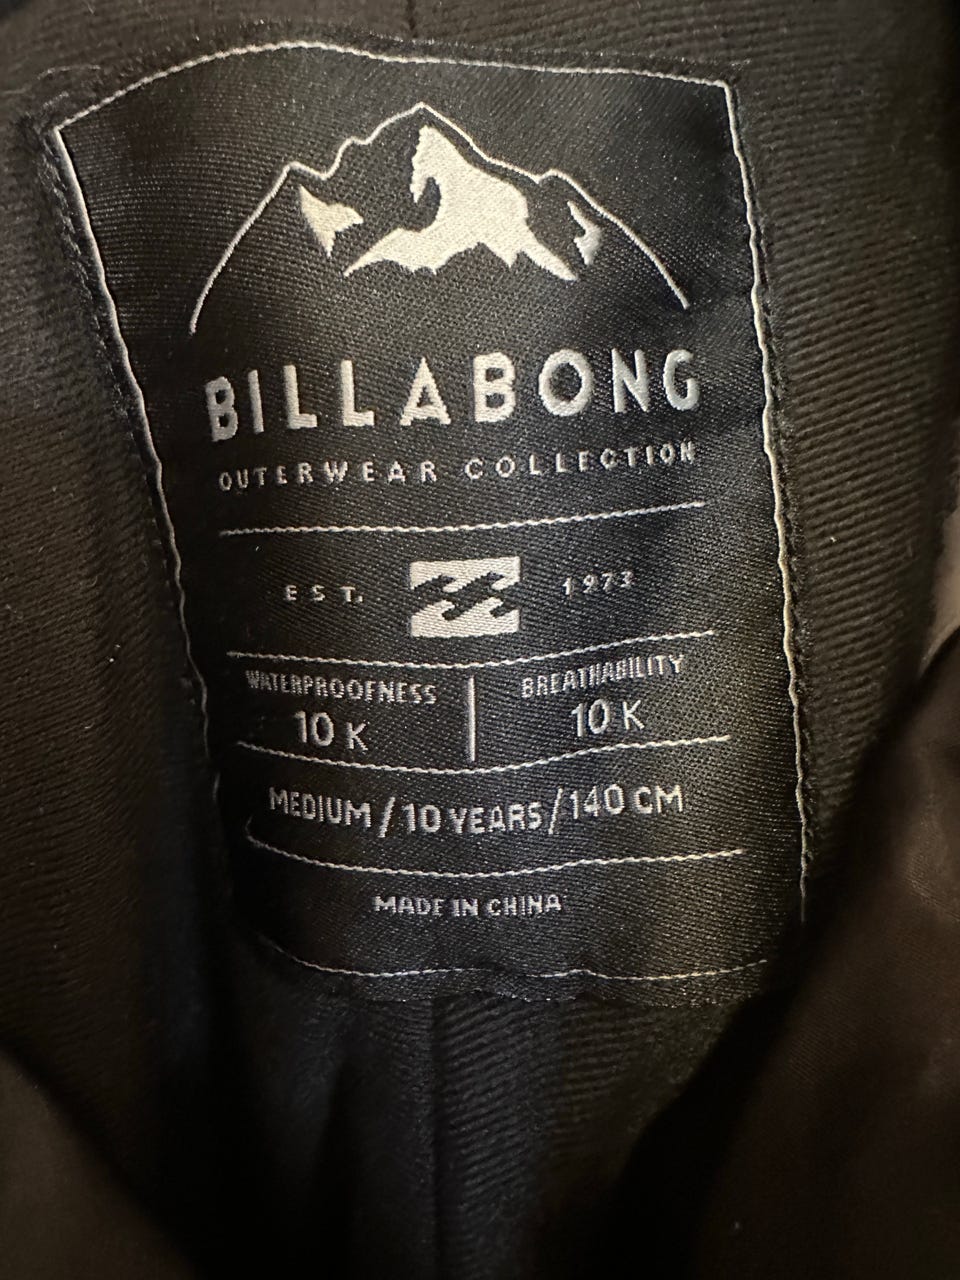 BILLABONG
OUTERWEAR COLLECTION
EST. 1973
WATERPROOFNESS BREATHABILITY
10 K 10 K
MEDIUM/10 YEARS/140 CM
MADE IN CHINA